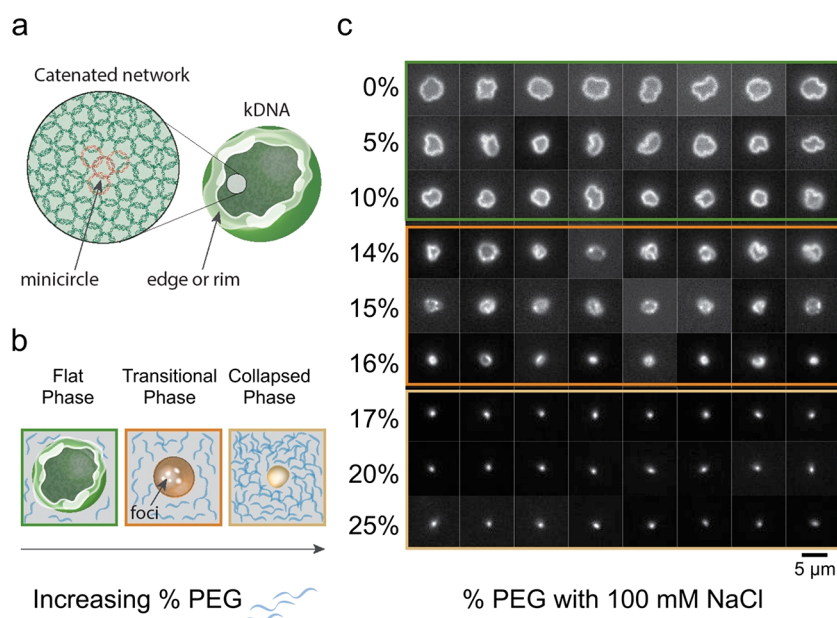 a
Catenated network
kDNA
minicircle
edge or rim
b
Flat
Phase
Transitional
Phase
Collapsed
Phase
foci
Increasing % PEG
c
0%
5%
10%
14%
15%
16%
17%
20%
25%
5 µm
% PEG with 100 mM NaCl